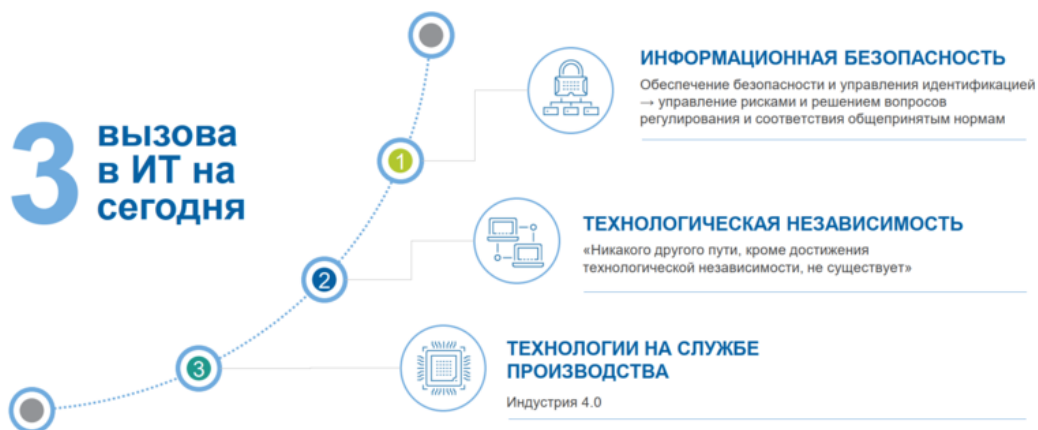 3
вызова
в ИТ на
сегодня
1
ИНФОРМАЦИОННАЯ БЕЗОПАСНОСТЬ
Обеспечение безопасности и управления идентификацией
→ управление рисками и решением вопросов
регулирования и соответствия общепринятым нормам
2
ТЕХНОЛОГИЧЕСКАЯ НЕЗАВИСИМОСТЬ
«Никакого другого пути, кроме достижения
технологической независимости, не существует»
3
ТЕХНОЛОГИИ НА СЛУЖБЕ
ПРОИЗВОДСТВА
Индустрия 4.0